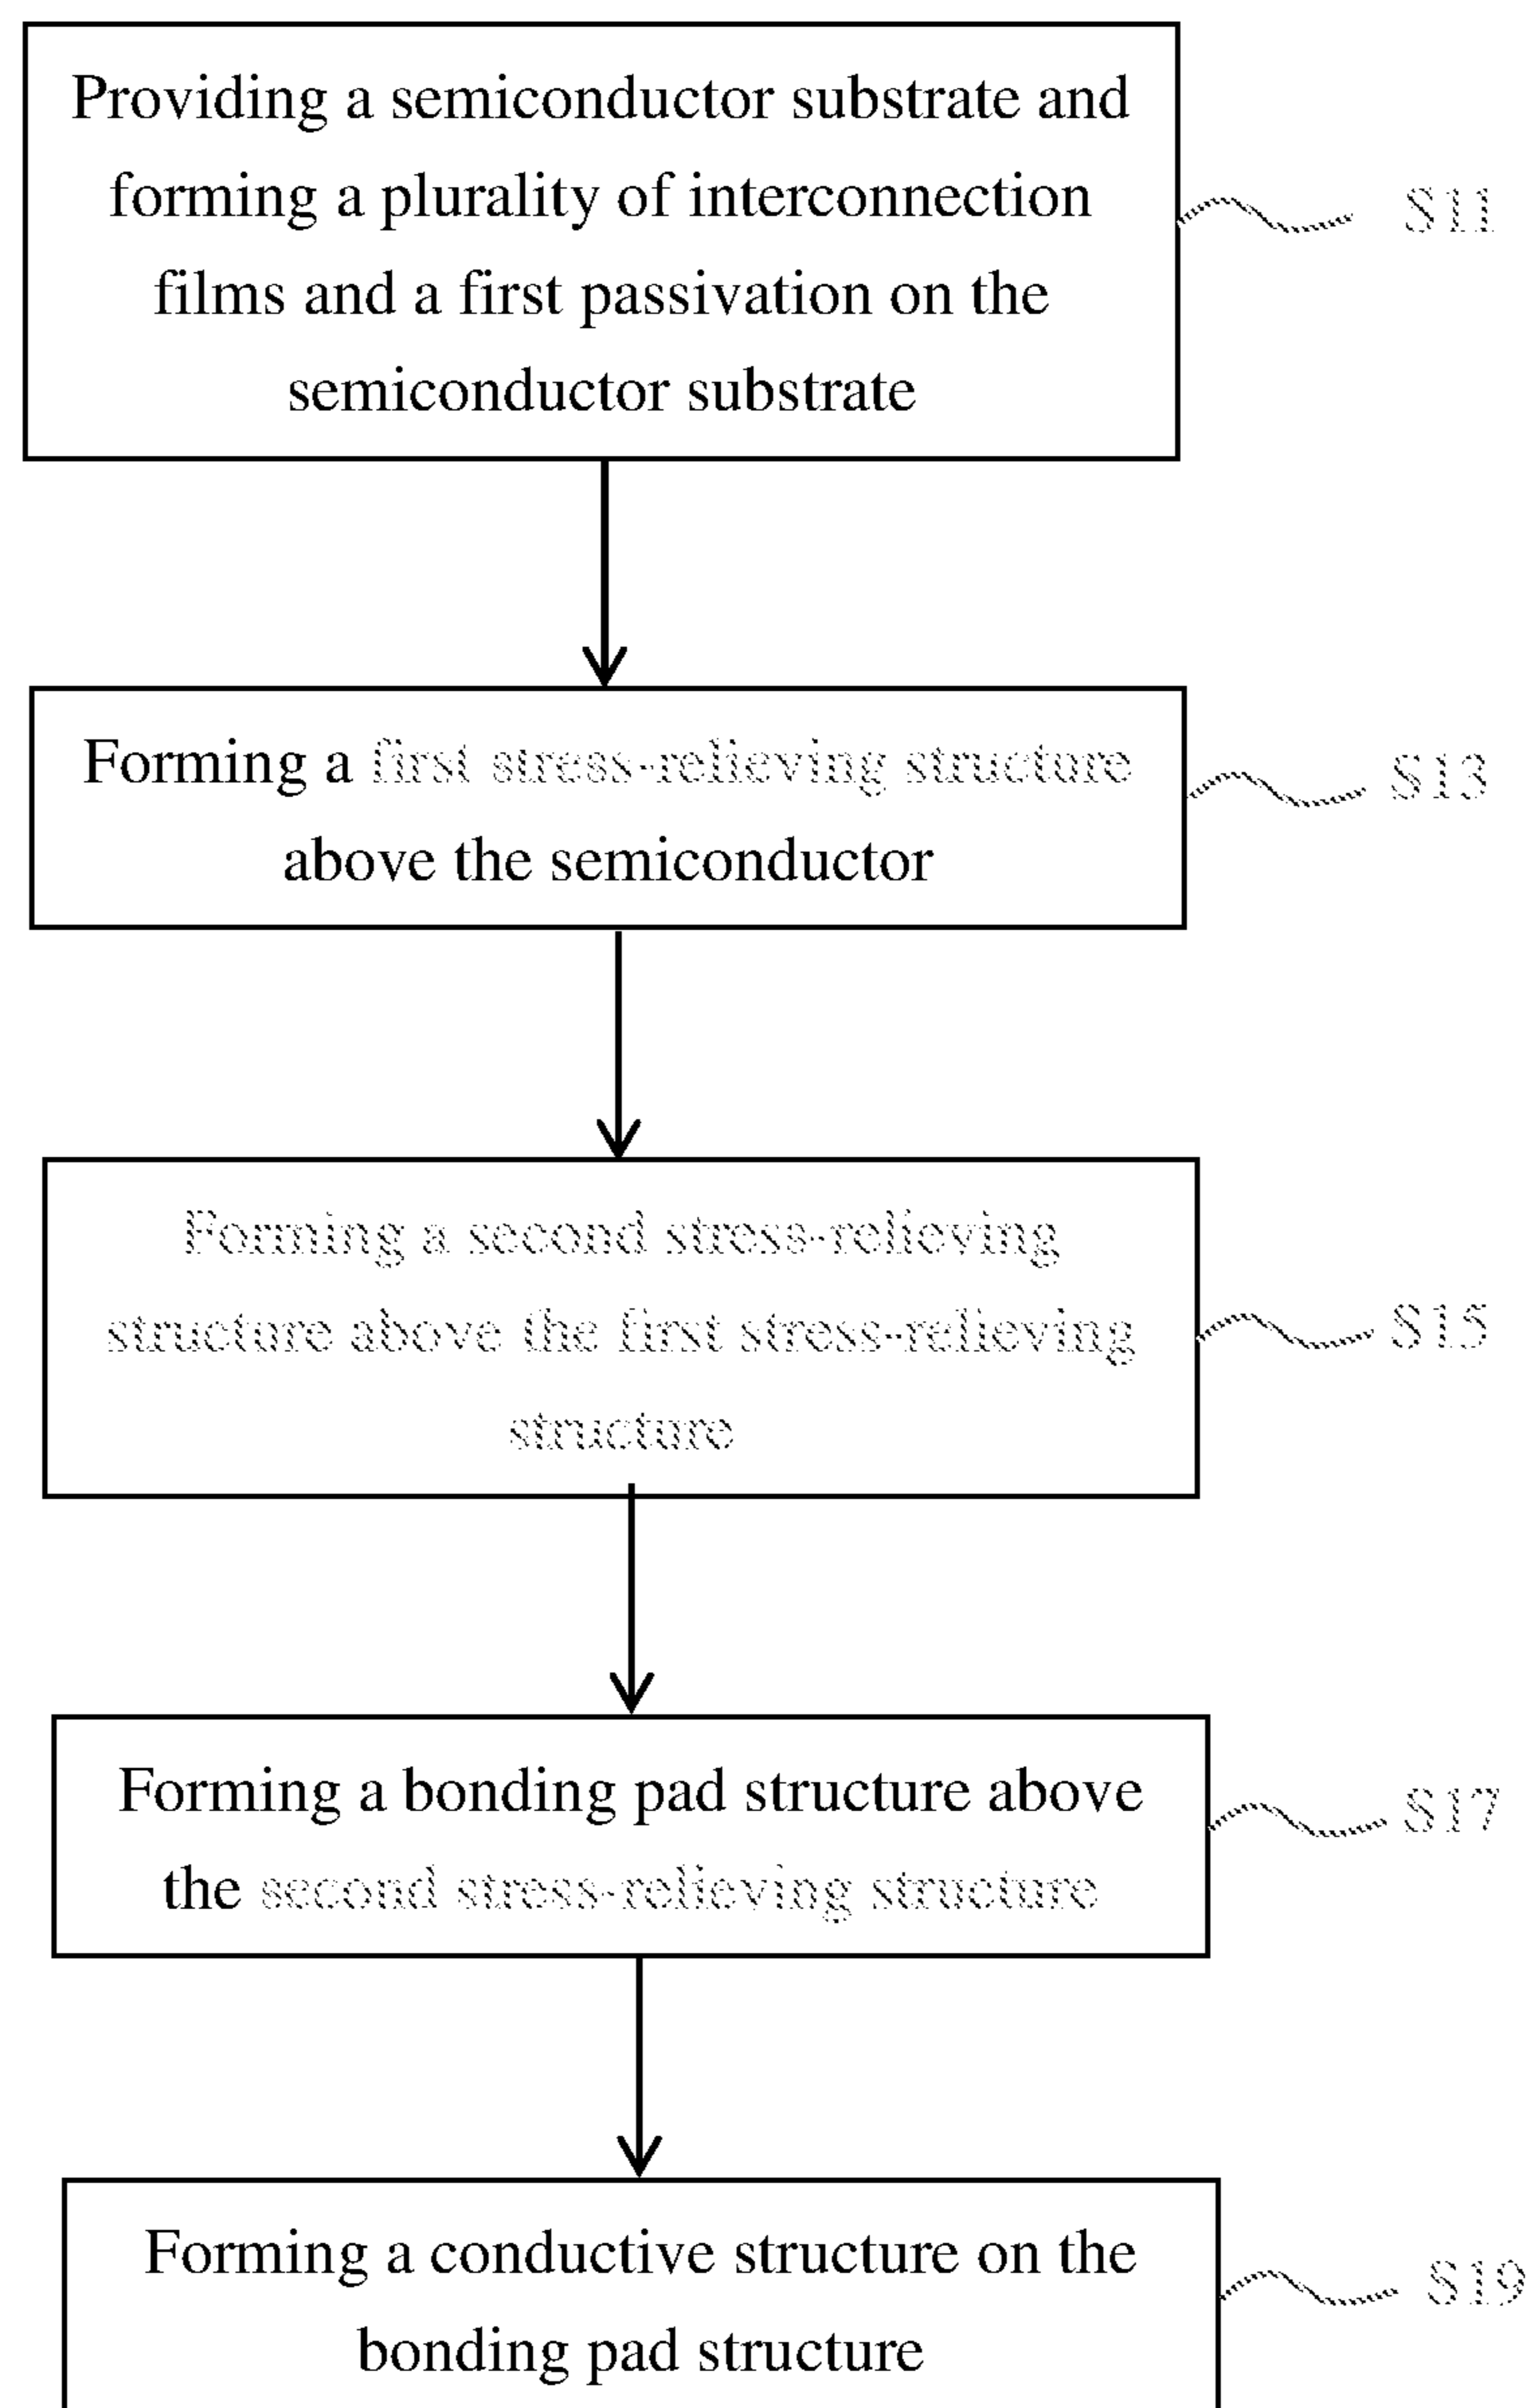 Providing a semiconductor substrate and
forming a plurality of interconnection
films and a first passivation on the
semiconductor substrate
S11
Forming a first stress-relieving structure
above the semiconductor
S13
Forming a second stress-relieving
structure above the first stress-relieving
structure
S15
Forming a bonding pad structure above
the second stress-relieving structure
S17
Forming a conductive structure on the
bonding pad structure
S19